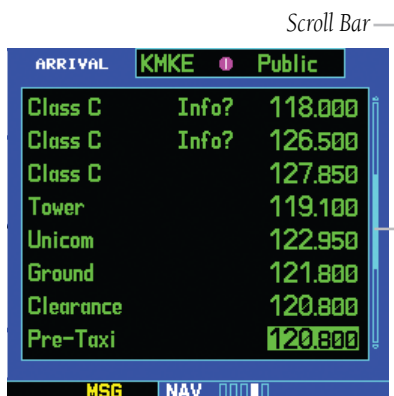 Scroll Bar
ARRIVAL KMKE Public
Class C Info? 118.000
Class C Info? 126.500
Class C 127.850
Tower 119.100
Unicom 122.950
Ground 121.800
Clearance 120.800
Pre-Taxi 120.800
MSG NAV